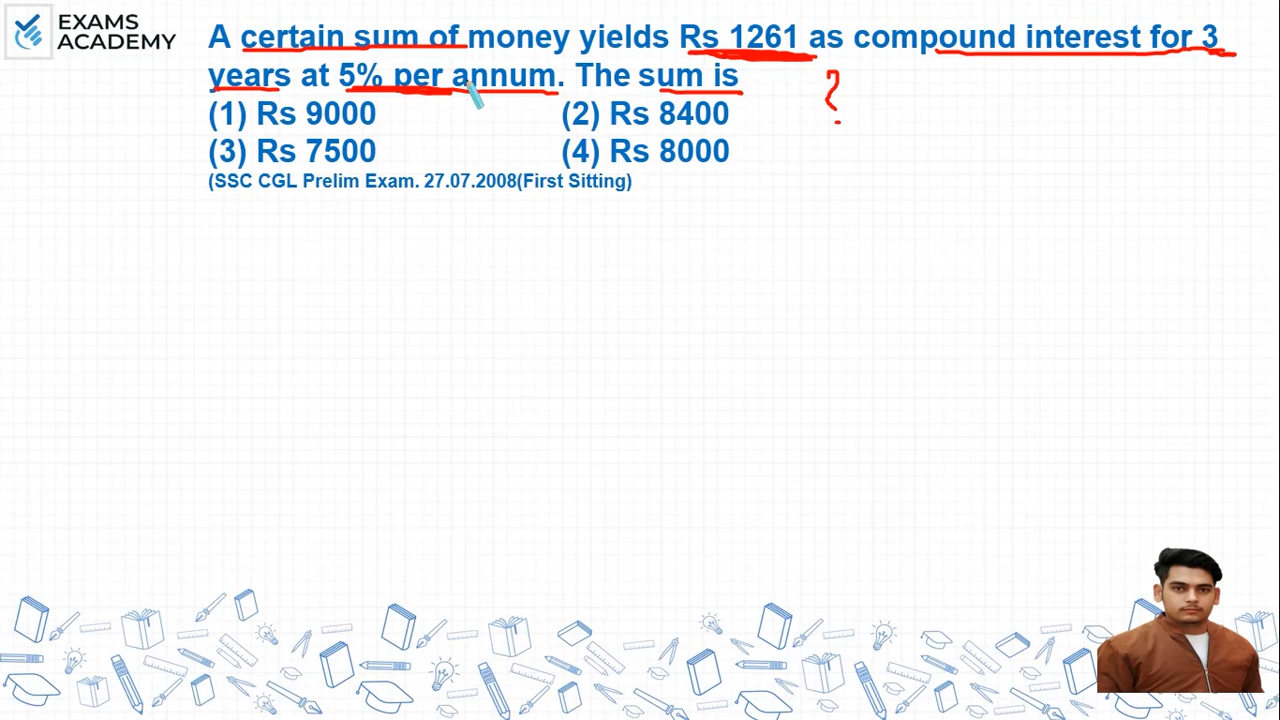 EXAMS
ACADEMY
A certain sum of money yields Rs 1261 as compound interest for 3
years at 5% per annum. The sum is
?
(1) Rs 9000 (2) Rs 8400
(3) Rs 7500 (4) Rs 8000
(SSC CGL Prelim Exam. 27.07.2008(First Sitting)